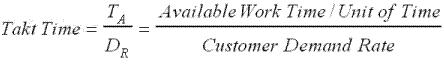 Takt Time = T_A / D_R = Available Work Time / Unit of Time / Customer Demand Rate